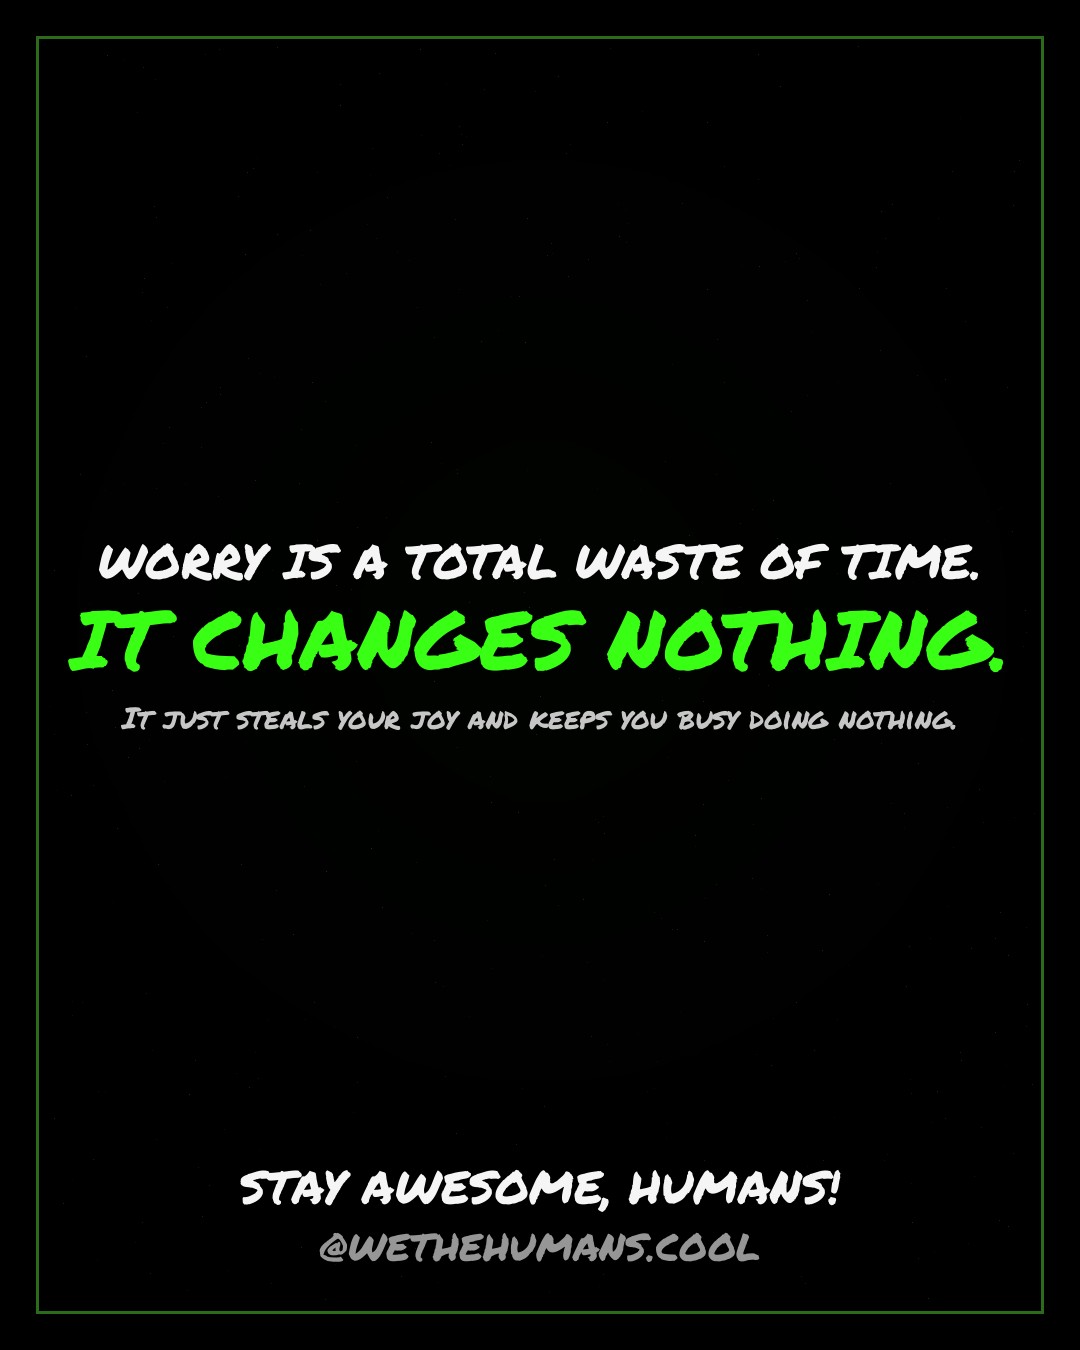 WORRY IS A TOTAL WASTE OF TIME.
IT CHANGES NOTHING.
IT JUST STEALS YOUR JOY AND KEEPS YOU BUSY DOING NOTHING.
STAY AWESOME, HUMANS!
@WETHEHUMANS.COOL